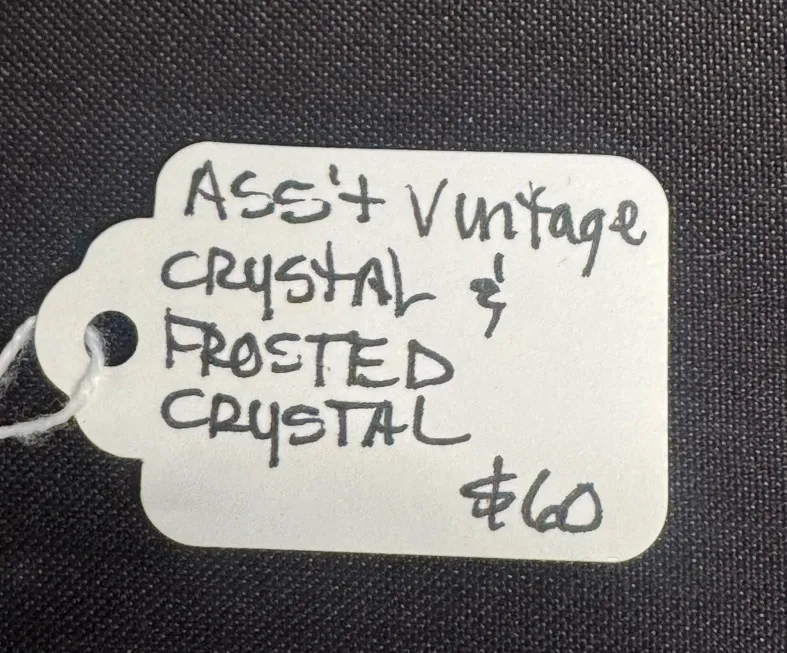 ASS't Vintage
CRYSTAL &
FROSTED
CRYSTAL
$60